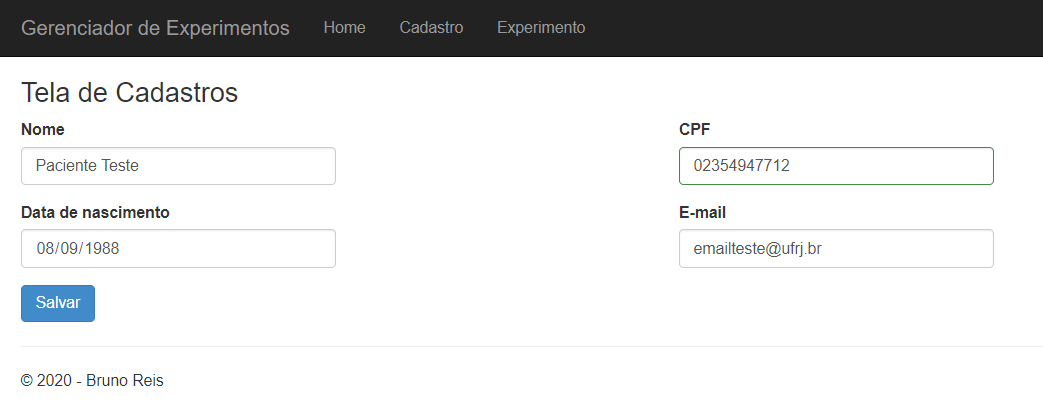 Gerenciador de Experimentos Home Cadastro Experimento
Tela de Cadastros
Nome CPF
Paciente Teste 02354947712
Data de nascimento E-mail
08/09/1988 emailteste@ufrj.br
Salvar
© 2020 - Bruno Reis